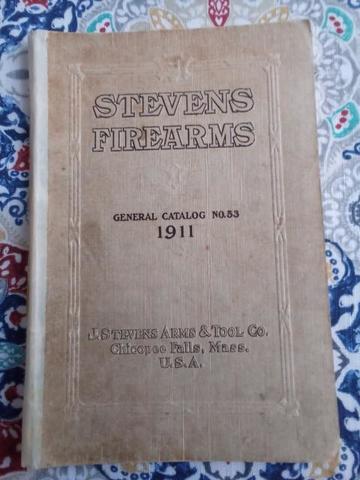 STEVENS
FIREARMS
GENERAL CATALOG NO.53
1911
J. STEVENS ARMS & TOOL CO.
Chicopee Falls, Mass.
U.S.A.